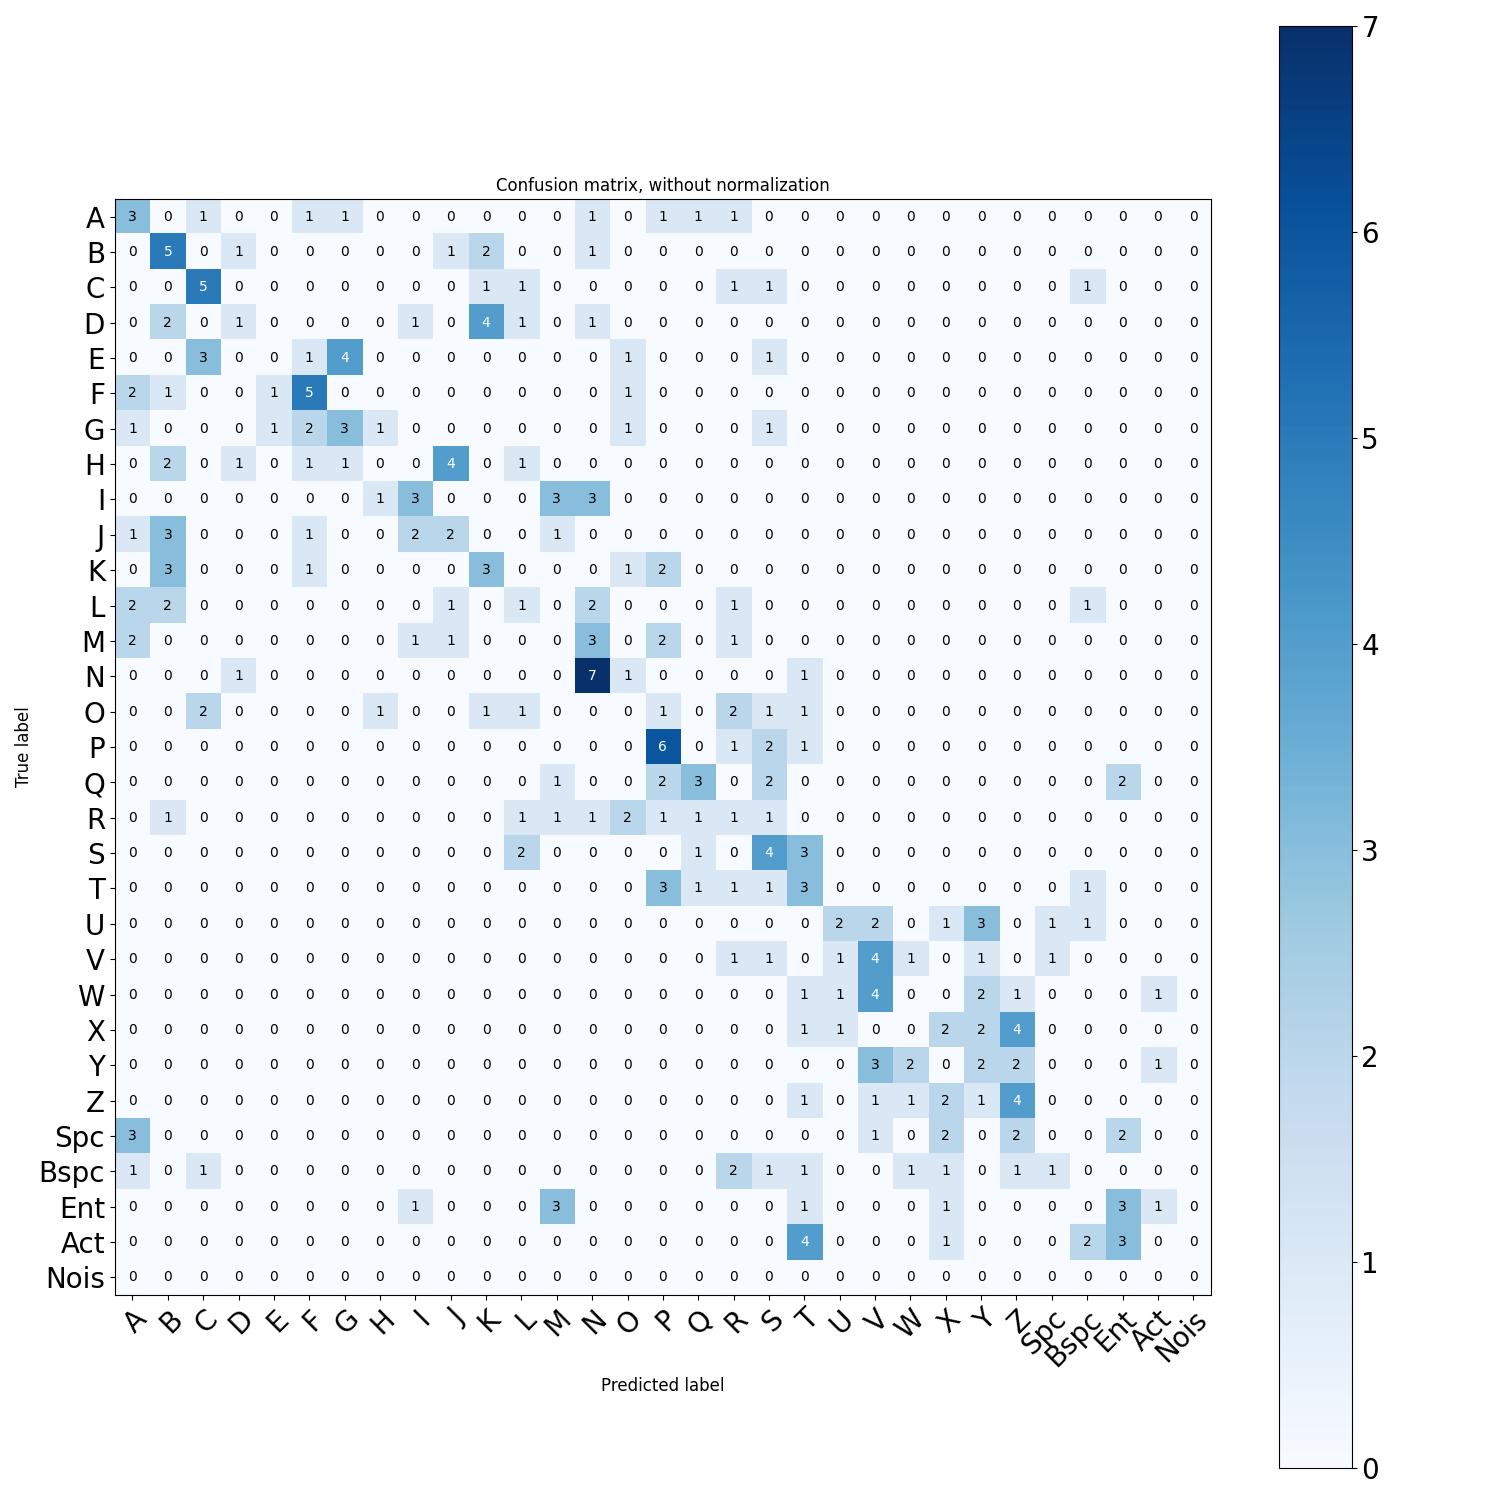 Confusion matrix, without normalization
A 3 0 1 0 0 1 1 0 0 0 0 0 0 1 0 1 1 1 0 0 0 0 0 0 0 0 0 0 0 0 0
B 0 5 0 1 0 0 0 0 0 1 2 0 0 1 0 0 0 0 0 0 0 0 0 0 0 0 0 0 0 0 0
C 0 0 5 0 0 0 0 0 0 0 1 1 0 0 0 0 0 1 1 0 0 0 0 0 0 0 0 1 0 0 0
D 0 2 0 1 0 0 0 0 1 0 4 1 0 1 0 0 0 0 0 0 0 0 0 0 0 0 0 0 0 0 0
E 0 0 3 0 0 1 4 0 0 0 0 0 0 0 1 0 0 0 1 0 0 0 0 0 0 0 0 0 0 0 0
F 2 1 0 0 1 5 0 0 0 0 0 0 0 0 1 0 0 0 0 0 0 0 0 0 0 0 0 0 0 0 0
G 1 0 0 0 1 2 3 1 0 0 0 0 0 0 1 0 0 0 1 0 0 0 0 0 0 0 0 0 0 0 0
H 0 2 0 1 0 1 1 0 0 4 0 1 0 0 0 0 0 0 0 0 0 0 0 0 0 0 0 0 0 0 0
I 0 0 0 0 0 0 0 1 3 0 0 0 3 3 0 0 0 0 0 0 0 0 0 0 0 0 0 0 0 0 0
J 1 3 0 0 0 1 0 0 2 2 0 0 1 0 0 0 0 0 0 0 0 0 0 0 0 0 0 0 0 0 0
K 0 3 0 0 0 1 0 0 0 0 3 0 0 0 1 2 0 0 0 0 0 0 0 0 0 0 0 0 0 0 0
L 2 2 0 0 0 0 0 0 0 1 0 1 0 2 0 0 0 1 0 0 0 0 0 0 0 0 0 1 0 0 0
M 2 0 0 0 0 0 0 0 1 1 0 0 0 3 0 2 0 1 0 0 0 0 0 0 0 0 0 0 0 0 0
N 0 0 0 1 0 0 0 0 0 0 0 0 0 7 1 0 0 0 0 1 0 0 0 0 0 0 0 0 0 0 0
O 0 0 2 0 0 0 0 1 0 0 1 1 0 0 0 1 0 2 1 1 0 0 0 0 0 0 0 0 0 0 0
P 0 0 0 0 0 0 0 0 0 0 0 0 0 0 0 6 0 1 2 1 0 0 0 0 0 0 0 0 0 0 0
Q 0 0 0 0 0 0 0 0 0 0 0 0 1 0 0 2 3 0 2 0 0 0 0 0 0 0 0 0 2 0 0
R 0 1 0 0 0 0 0 0 0 0 0 1 1 1 2 1 1 1 1 0 0 0 0 0 0 0 0 0 0 0 0
S 0 0 0 0 0 0 0 0 0 0 0 2 0 0 0 0 1 0 4 3 0 0 0 0 0 0 0 0 0 0 0
T 0 0 0 0 0 0 0 0 0 0 0 0 0 0 0 3 1 1 1 3 0 0 0 0 0 0 0 1 0 0 0
U 0 0 0 0 0 0 0 0 0 0 0 0 0 0 0 0 0 0 0 0 2 2 0 1 3 0 1 1 0 0 0
V 0 0 0 0 0 0 0 0 0 0 0 0 0 0 0 0 0 1 1 0 1 4 1 0 1 0 1 0 0 0 0
W 0 0 0 0 0 0 0 0 0 0 0 0 0 0 0 0 0 0 0 1 1 4 0 0 2 1 0 0 0 1 0
X 0 0 0 0 0 0 0 0 0 0 0 0 0 0 0 0 0 0 0 1 1 0 0 2 2 4 0 0 0 0 0
Y 0 0 0 0 0 0 0 0 0 0 0 0 0 0 0 0 0 0 0 0 0 3 2 0 2 2 0 0 0 1 0
Z 0 0 0 0 0 0 0 0 0 0 0 0 0 0 0 0 0 0 0 1 0 1 1 2 1 4 0 0 0 0 0
Spc 3 0 0 0 0 0 0 0 0 0 0 0 0 0 0 0 0 0 0 0 0 1 0 2 0 2 0 0 2 0 0
Bspc 1 0 1 0 0 0 0 0 0 0 0 0 0 0 0 0 0 2 1 1 0 0 1 1 0 1 1 0 0 0 0
Ent 0 0 0 0 0 0 0 0 1 0 0 0 3 0 0 0 0 0 0 1 0 0 0 1 0 0 0 0 3 1 0
Act 0 0 0 0 0 0 0 0 0 0 0 0 0 0 0 0 0 0 0 4 0 0 0 1 0 0 0 2 3 0 0
Nois 0 0 0 0 0 0 0 0 0 0 0 0 0 0 0 0 0 0 0 0 0 0 0 0 0 0 0 0 0 0 0
A B C D E F G H I J K L M N O P Q R S T U V W X Y Z Spc Bspc Ent Act Nois
Predicted label
True label
7
6
5
4
3
2
1
0